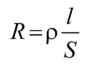 R = ρ l/S